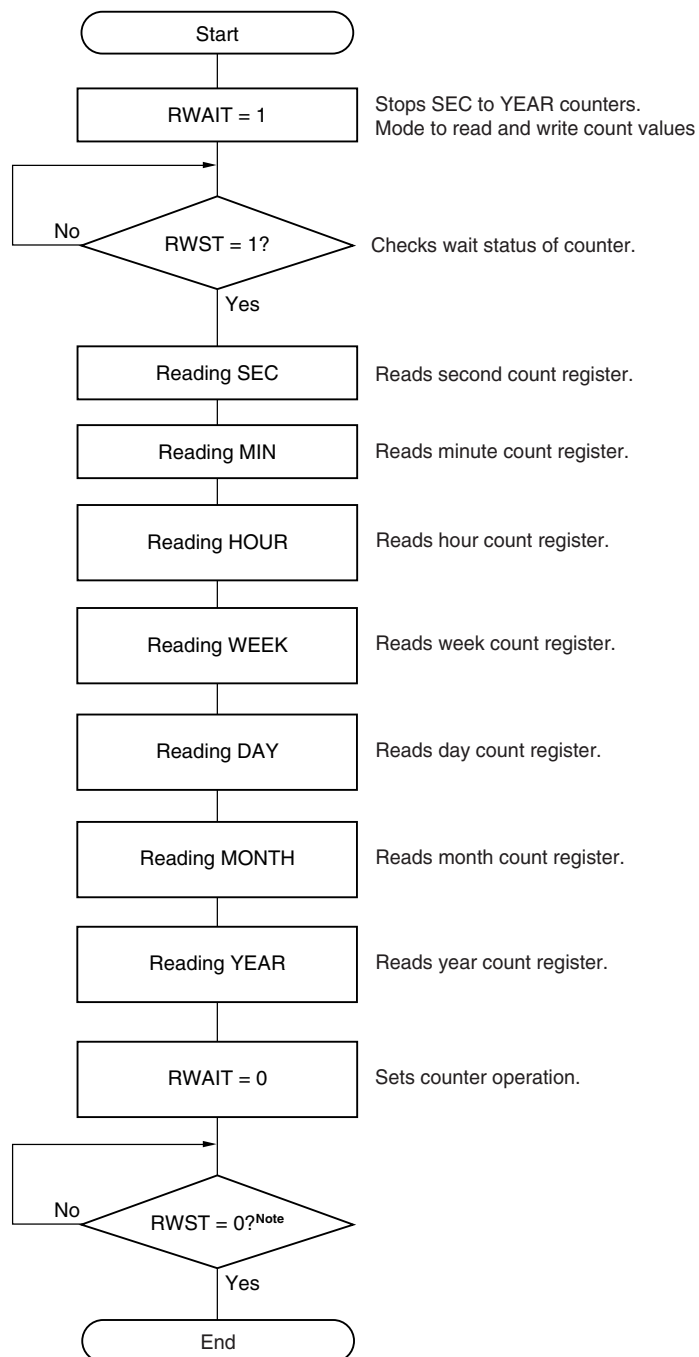 Start
RWAIT = 1
Stops SEC to YEAR counters.
Mode to read and write count values
No
RWST = 1?
Checks wait status of counter.
Yes
Reading SEC
Reads second count register.
Reading MIN
Reads minute count register.
Reading HOUR
Reads hour count register.
Reading WEEK
Reads week count register.
Reading DAY
Reads day count register.
Reading MONTH
Reads month count register.
Reading YEAR
Reads year count register.
RWAIT = 0
Sets counter operation.
No
RWST = 0?Note
Yes
End